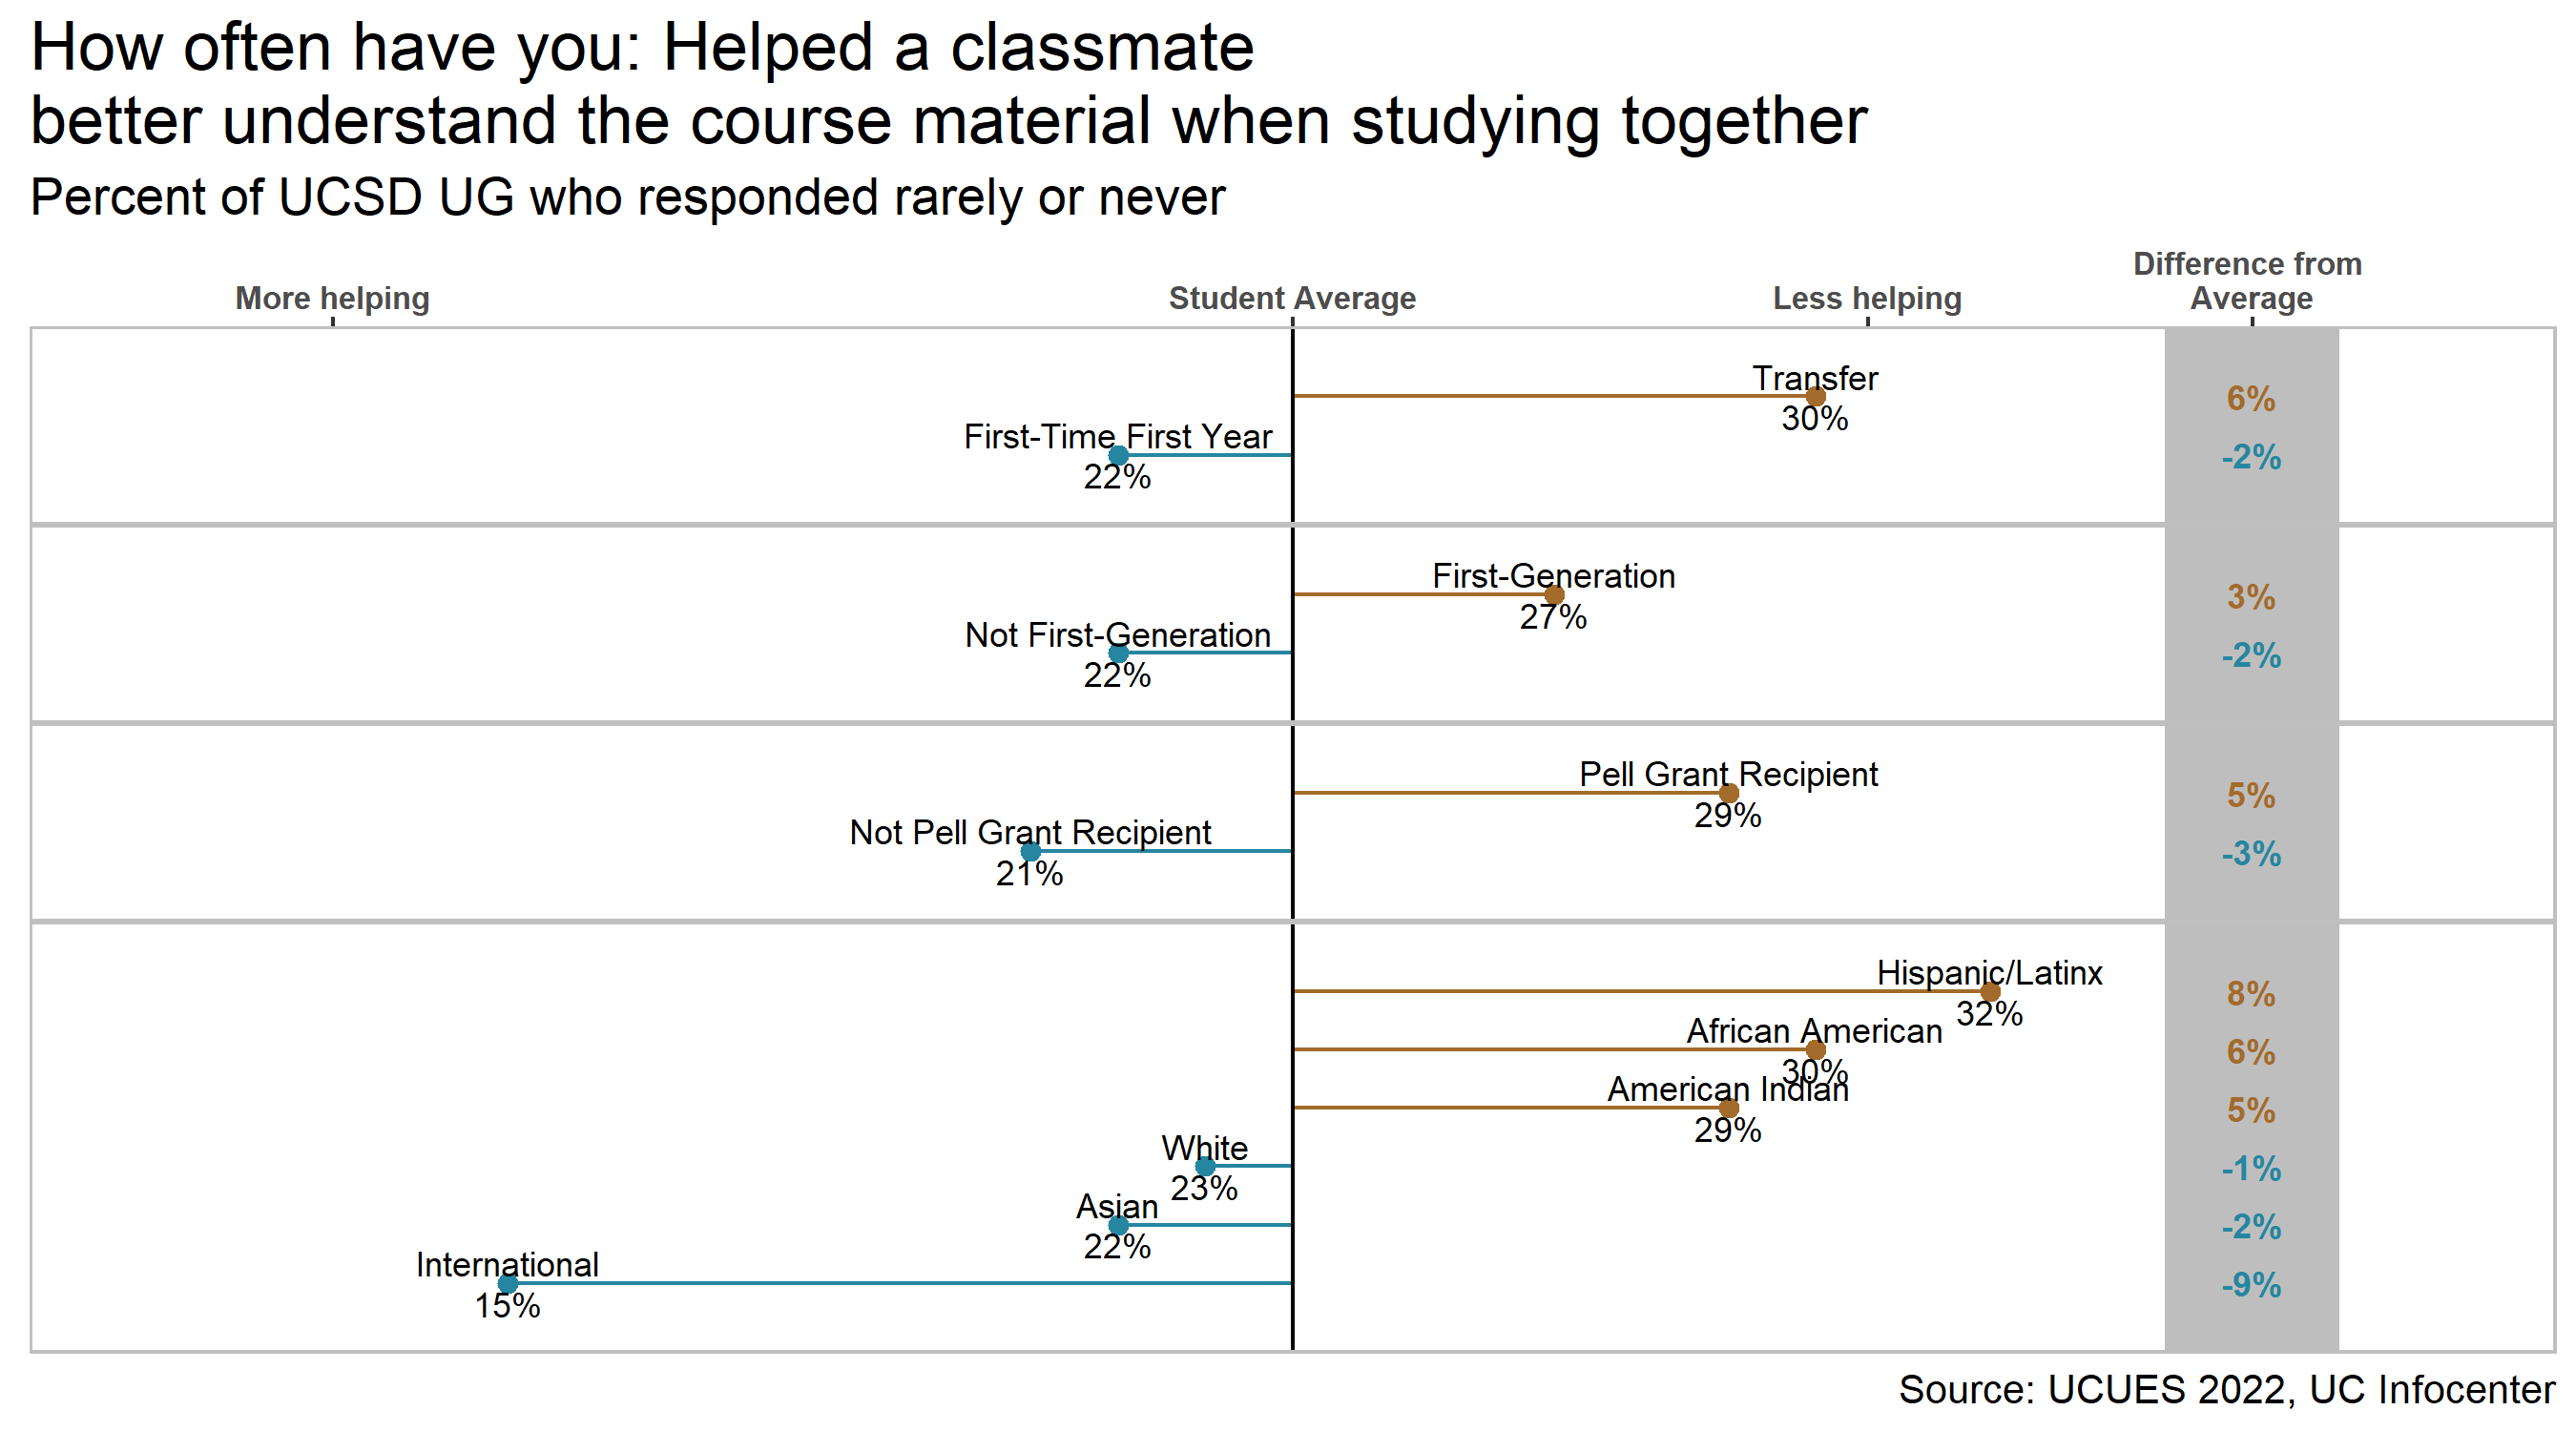 How often have you: Helped a classmate
better understand the course material when studying together
Percent of UCSD UG who responded rarely or never
More helping
Student Average
Less helping
Difference from
Average
Transfer
30%
6%
First-Time First Year
22%
-2%
First-Generation
27%
3%
Not First-Generation
22%
-2%
Pell Grant Recipient
29%
5%
Not Pell Grant Recipient
21%
-3%
Hispanic/Latinx
32%
8%
African American
30%
6%
American Indian
29%
5%
White
23%
-1%
Asian
22%
-2%
International
15%
-9%
Source: UCUES 2022, UC Infocenter